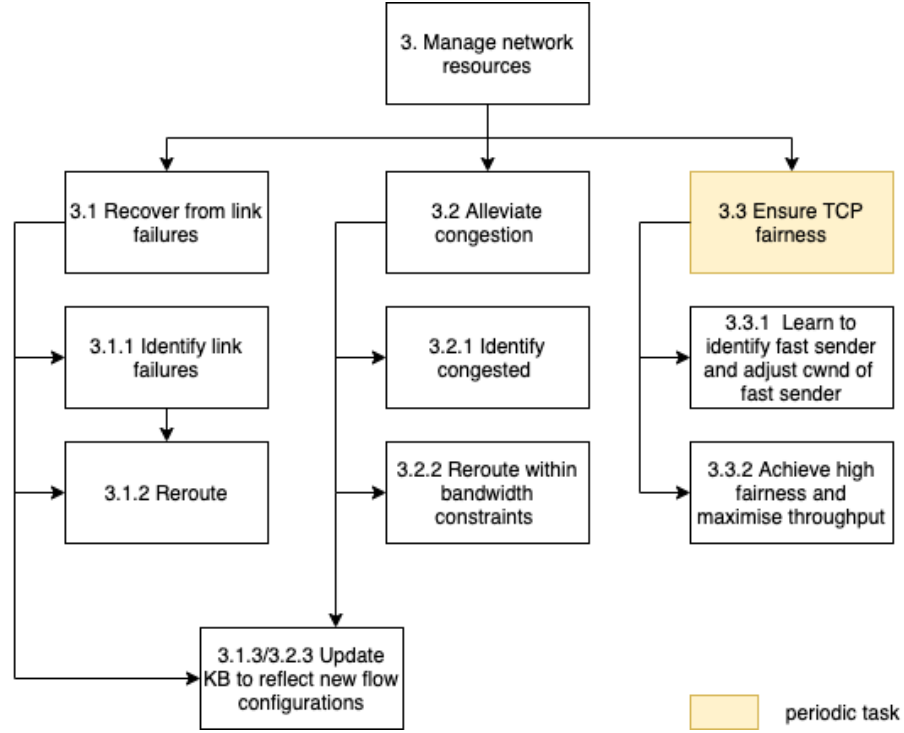 3. Manage network
resources
3.1 Recover from link
failures
3.2 Alleviate
congestion
3.3 Ensure TCP
fairness
3.1.1 Identify link
failures
3.2.1 Identify
congested
3.3.1 Learn to
identify fast sender
and adjust cwnd of
fast sender
3.1.2 Reroute
3.2.2 Reroute within
bandwidth
constraints
3.3.2 Achieve high
fairness and
maximise throughput
3.1.3/3.2.3 Update
KB to reflect new flow
configurations
periodic task